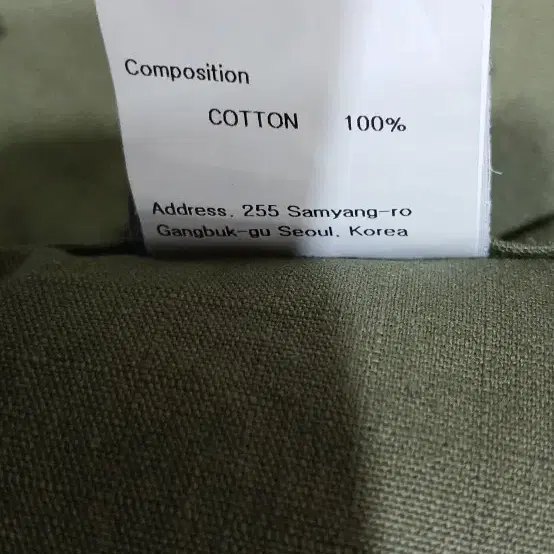 Composition
COTTON 100%
Address. 255 Samyang-ro
Gangbuk-gu Seoul. Korea